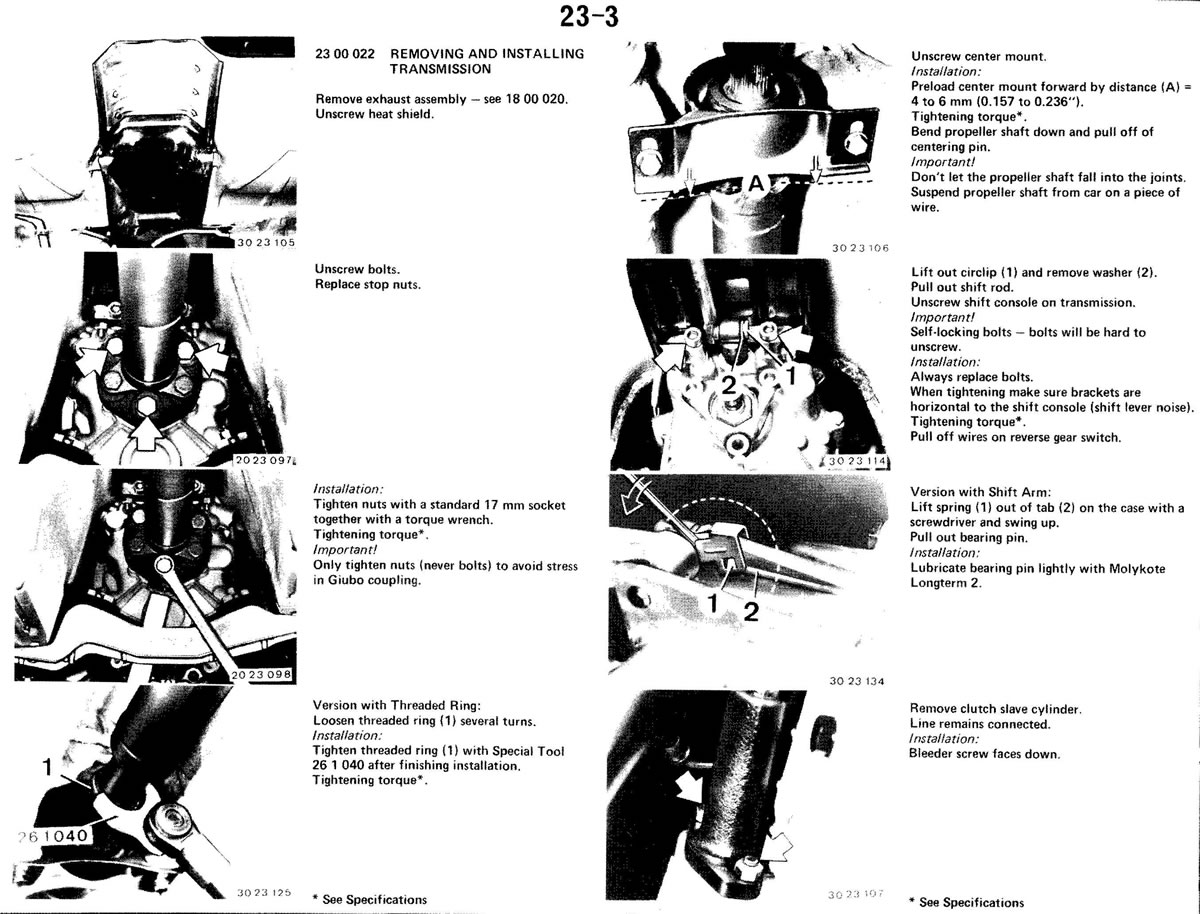 23-3
23 00 022 REMOVING AND INSTALLING
TRANSMISSION
Remove exhaust assembly – see 18 00 020.
Unscrew heat shield.
30 23 105
Unscrew bolts.
Replace stop nuts.
20 23 097
Installation:
Tighten nuts with a standard 17 mm socket
together with a torque wrench.
Tightening torque*.
Important!
Only tighten nuts (never bolts) to avoid stress
in Giubo coupling.
20 23 098
Version with Threaded Ring:
Loosen threaded ring (1) several turns.
Installation:
Tighten threaded ring (1) with Special Tool
26 1 040 after finishing installation.
Tightening torque*.
1
26 1 040
30 23 125
* See Specifications
Unscrew center mount.
Installation:
Preload center mount forward by distance (A) =
4 to 6 mm (0.157 to 0.236").
Tightening torque*.
Bend propeller shaft down and pull off of
centering pin.
Important!
Don't let the propeller shaft fall into the joints.
Suspend propeller shaft from car on a piece of
wire.
A
30 23 106
Lift out circlip (1) and remove washer (2).
Pull out shift rod.
Unscrew shift console on transmission.
Important!
Self-locking bolts – bolts will be hard to
unscrew.
Installation:
Always replace bolts.
When tightening make sure brackets are
horizontal to the shift console (shift lever noise).
Tightening torque*.
Pull off wires on reverse gear switch.
2 1
30 23 114
Version with Shift Arm:
Lift spring (1) out of tab (2) on the case with a
screwdriver and swing up.
Pull out bearing pin.
Installation:
Lubricate bearing pin lightly with Molykote
Longterm 2.
1 2
30 23 134
Remove clutch slave cylinder.
Line remains connected.
Installation:
Bleeder screw faces down.
30 23 107
* See Specifications